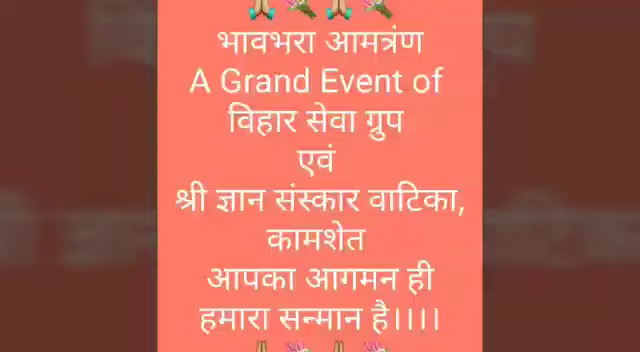 भावभरा आमत्रंण
A Grand Event of
विहार सेवा ग्रुप
एवं
श्री ज्ञान संस्कार वाटिका,
कामशेत
आपका आगमन ही
हमारा सन्मान है।।।।